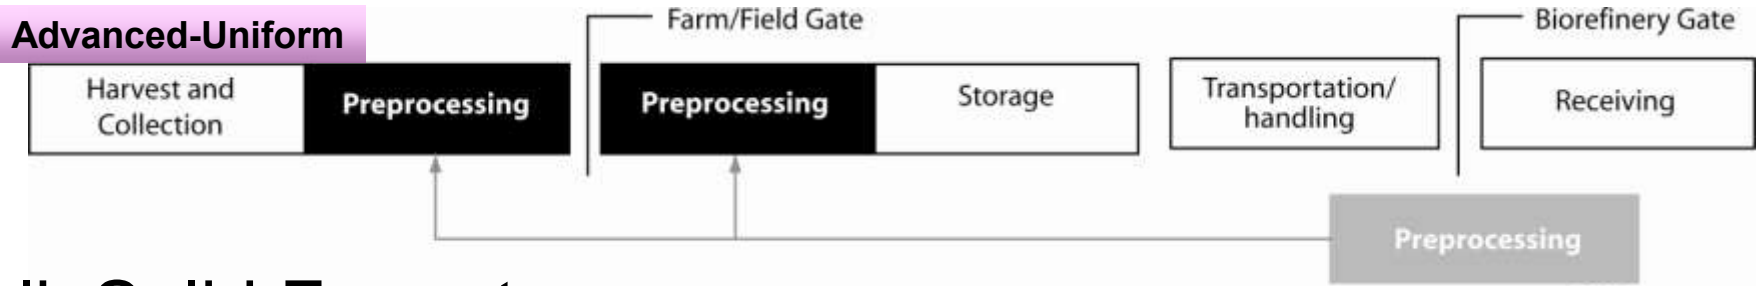 Advanced-Uniform
Farm/Field Gate
Biorefinery Gate
Harvest and
Collection
Preprocessing
Preprocessing
Storage
Transportation/
handling
Receiving
Preprocessing